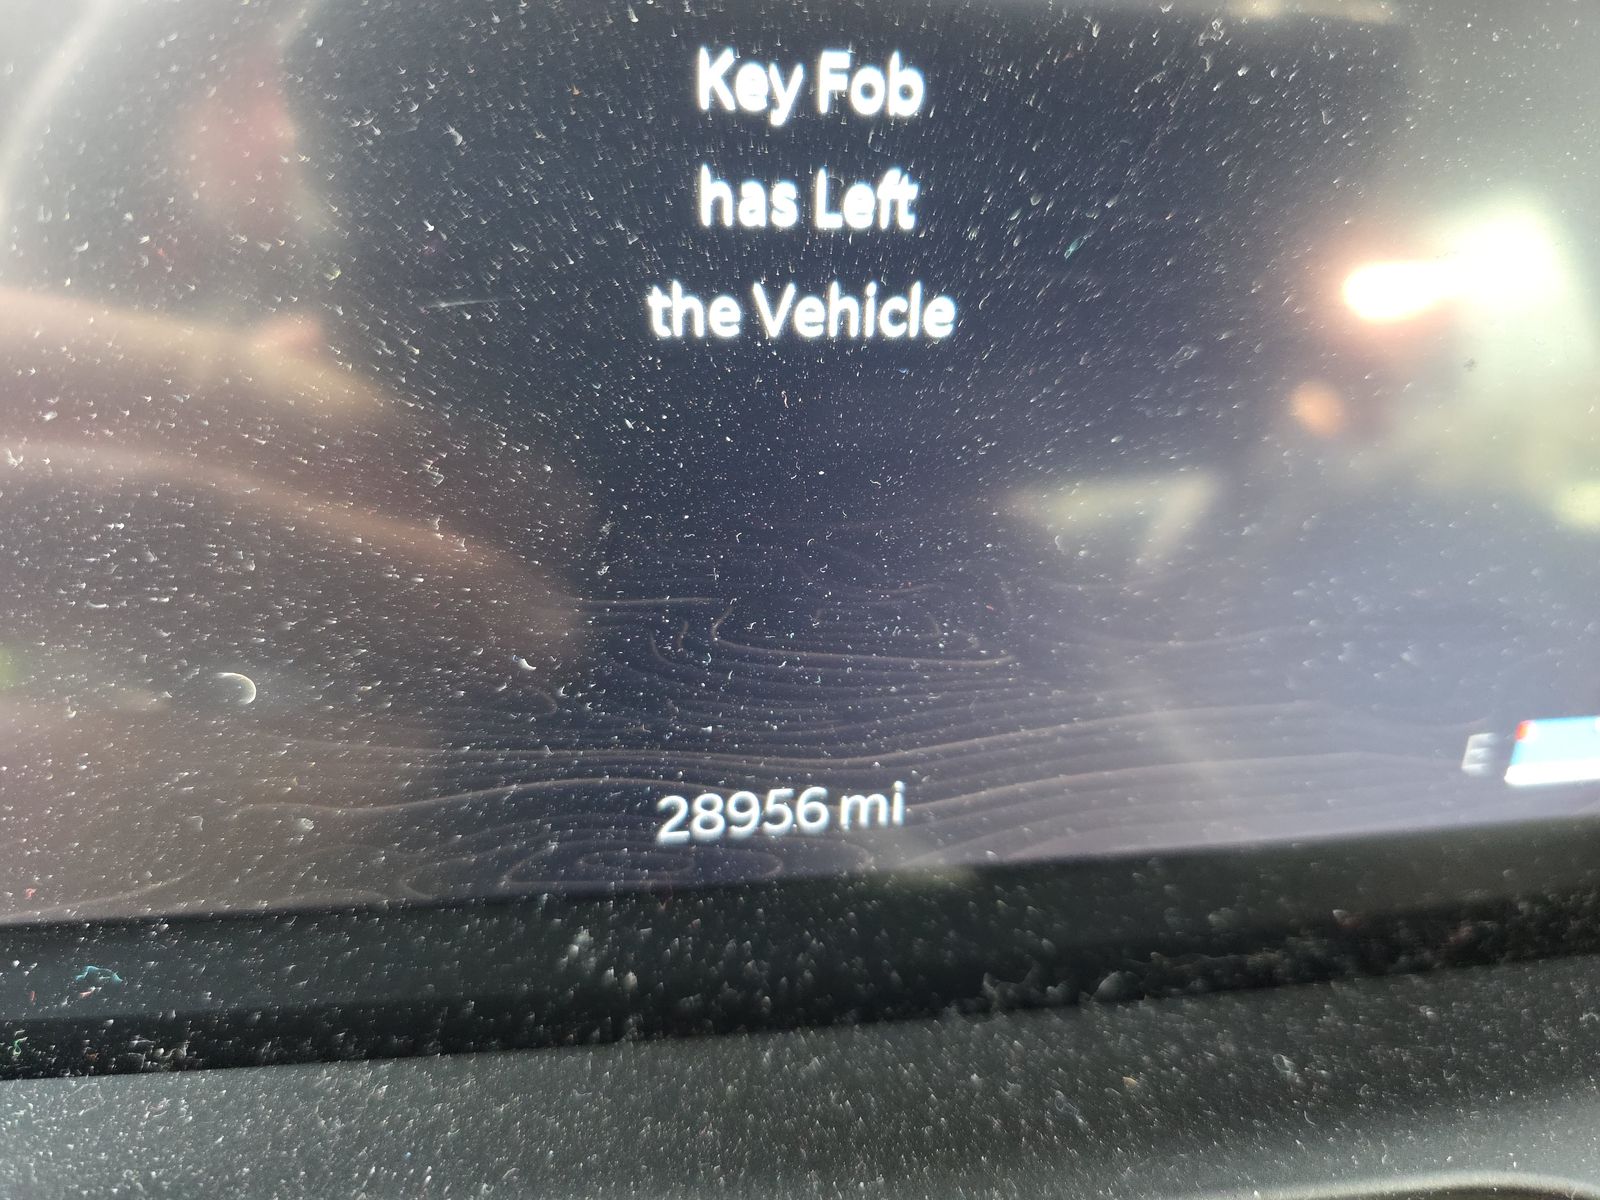 Key Fob
has Left
the Vehicle
28956 mi
E